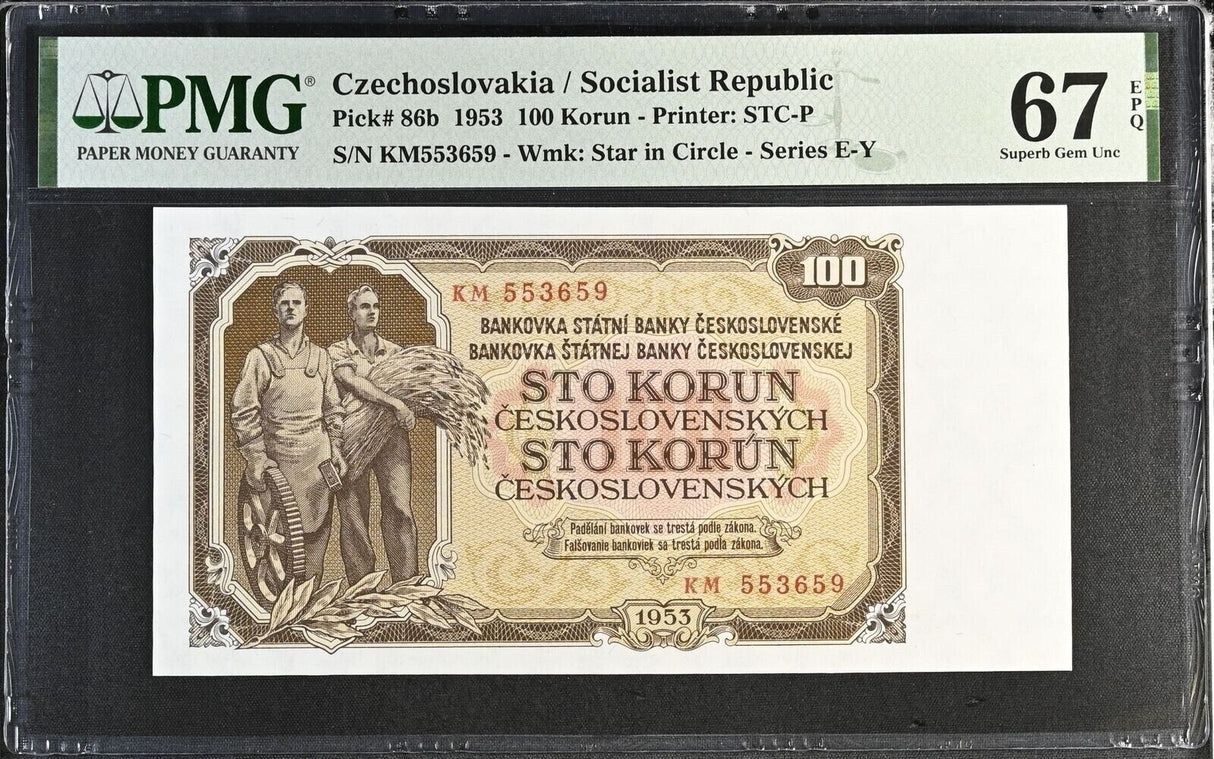 PMG®
PAPER MONEY GUARANTY
Czechoslovakia / Socialist Republic
Pick# 86b 1953 100 Korun - Printer: STC-P
S/N KM553659 - Wmk: Star in Circle - Series E-Y
67
EPQ
Superb Gem Unc
100
KM 553659
BANKOVKA STÁTNÍ BANKY ČESKOSLOVENSKÉ
BANKOVKA ŠTÁTNEJ BANKY ČESKOSLOVENSKEJ
STO KORUN
ČESKOSLOVENSKÝCH
STO KORÚN
ČESKOSLOVENSKÝCH
Padělání bankovek se trestá podle zákona.
Falšovanie bankoviek sa trestá podľa zákona.
KM 553659
1953